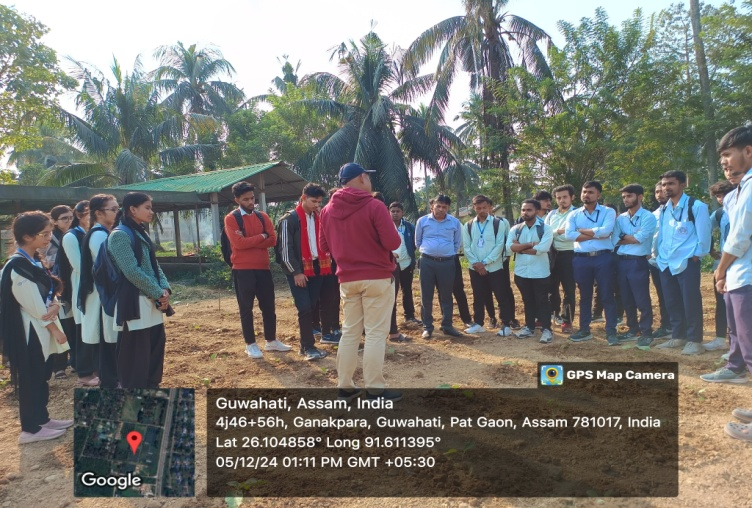 GPS Map Camera
Guwahati, Assam, India
4j46+56h, Ganakpara, Guwahati, Pat Gaon, Assam 781017, India
Lat 26.104858° Long 91.611395°
05/12/24 01:11 PM GMT +05:30
Google